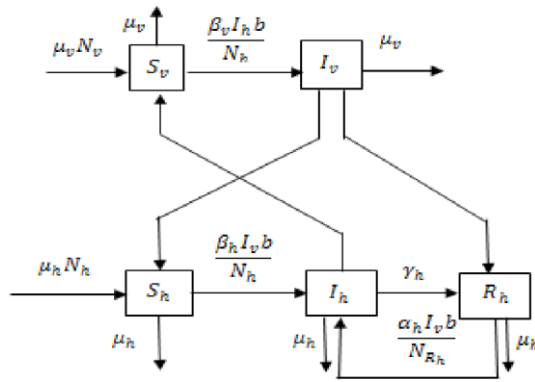 μ_v
μ_v N_v
S_v
β_v I_h b
N_h
I_v
μ_v
μ_h N_h
S_h
β_h I_v b
N_h
I_h
γ_h
R_h
μ_h
μ_h
α_h I_v b
N_{R_h}
μ_h